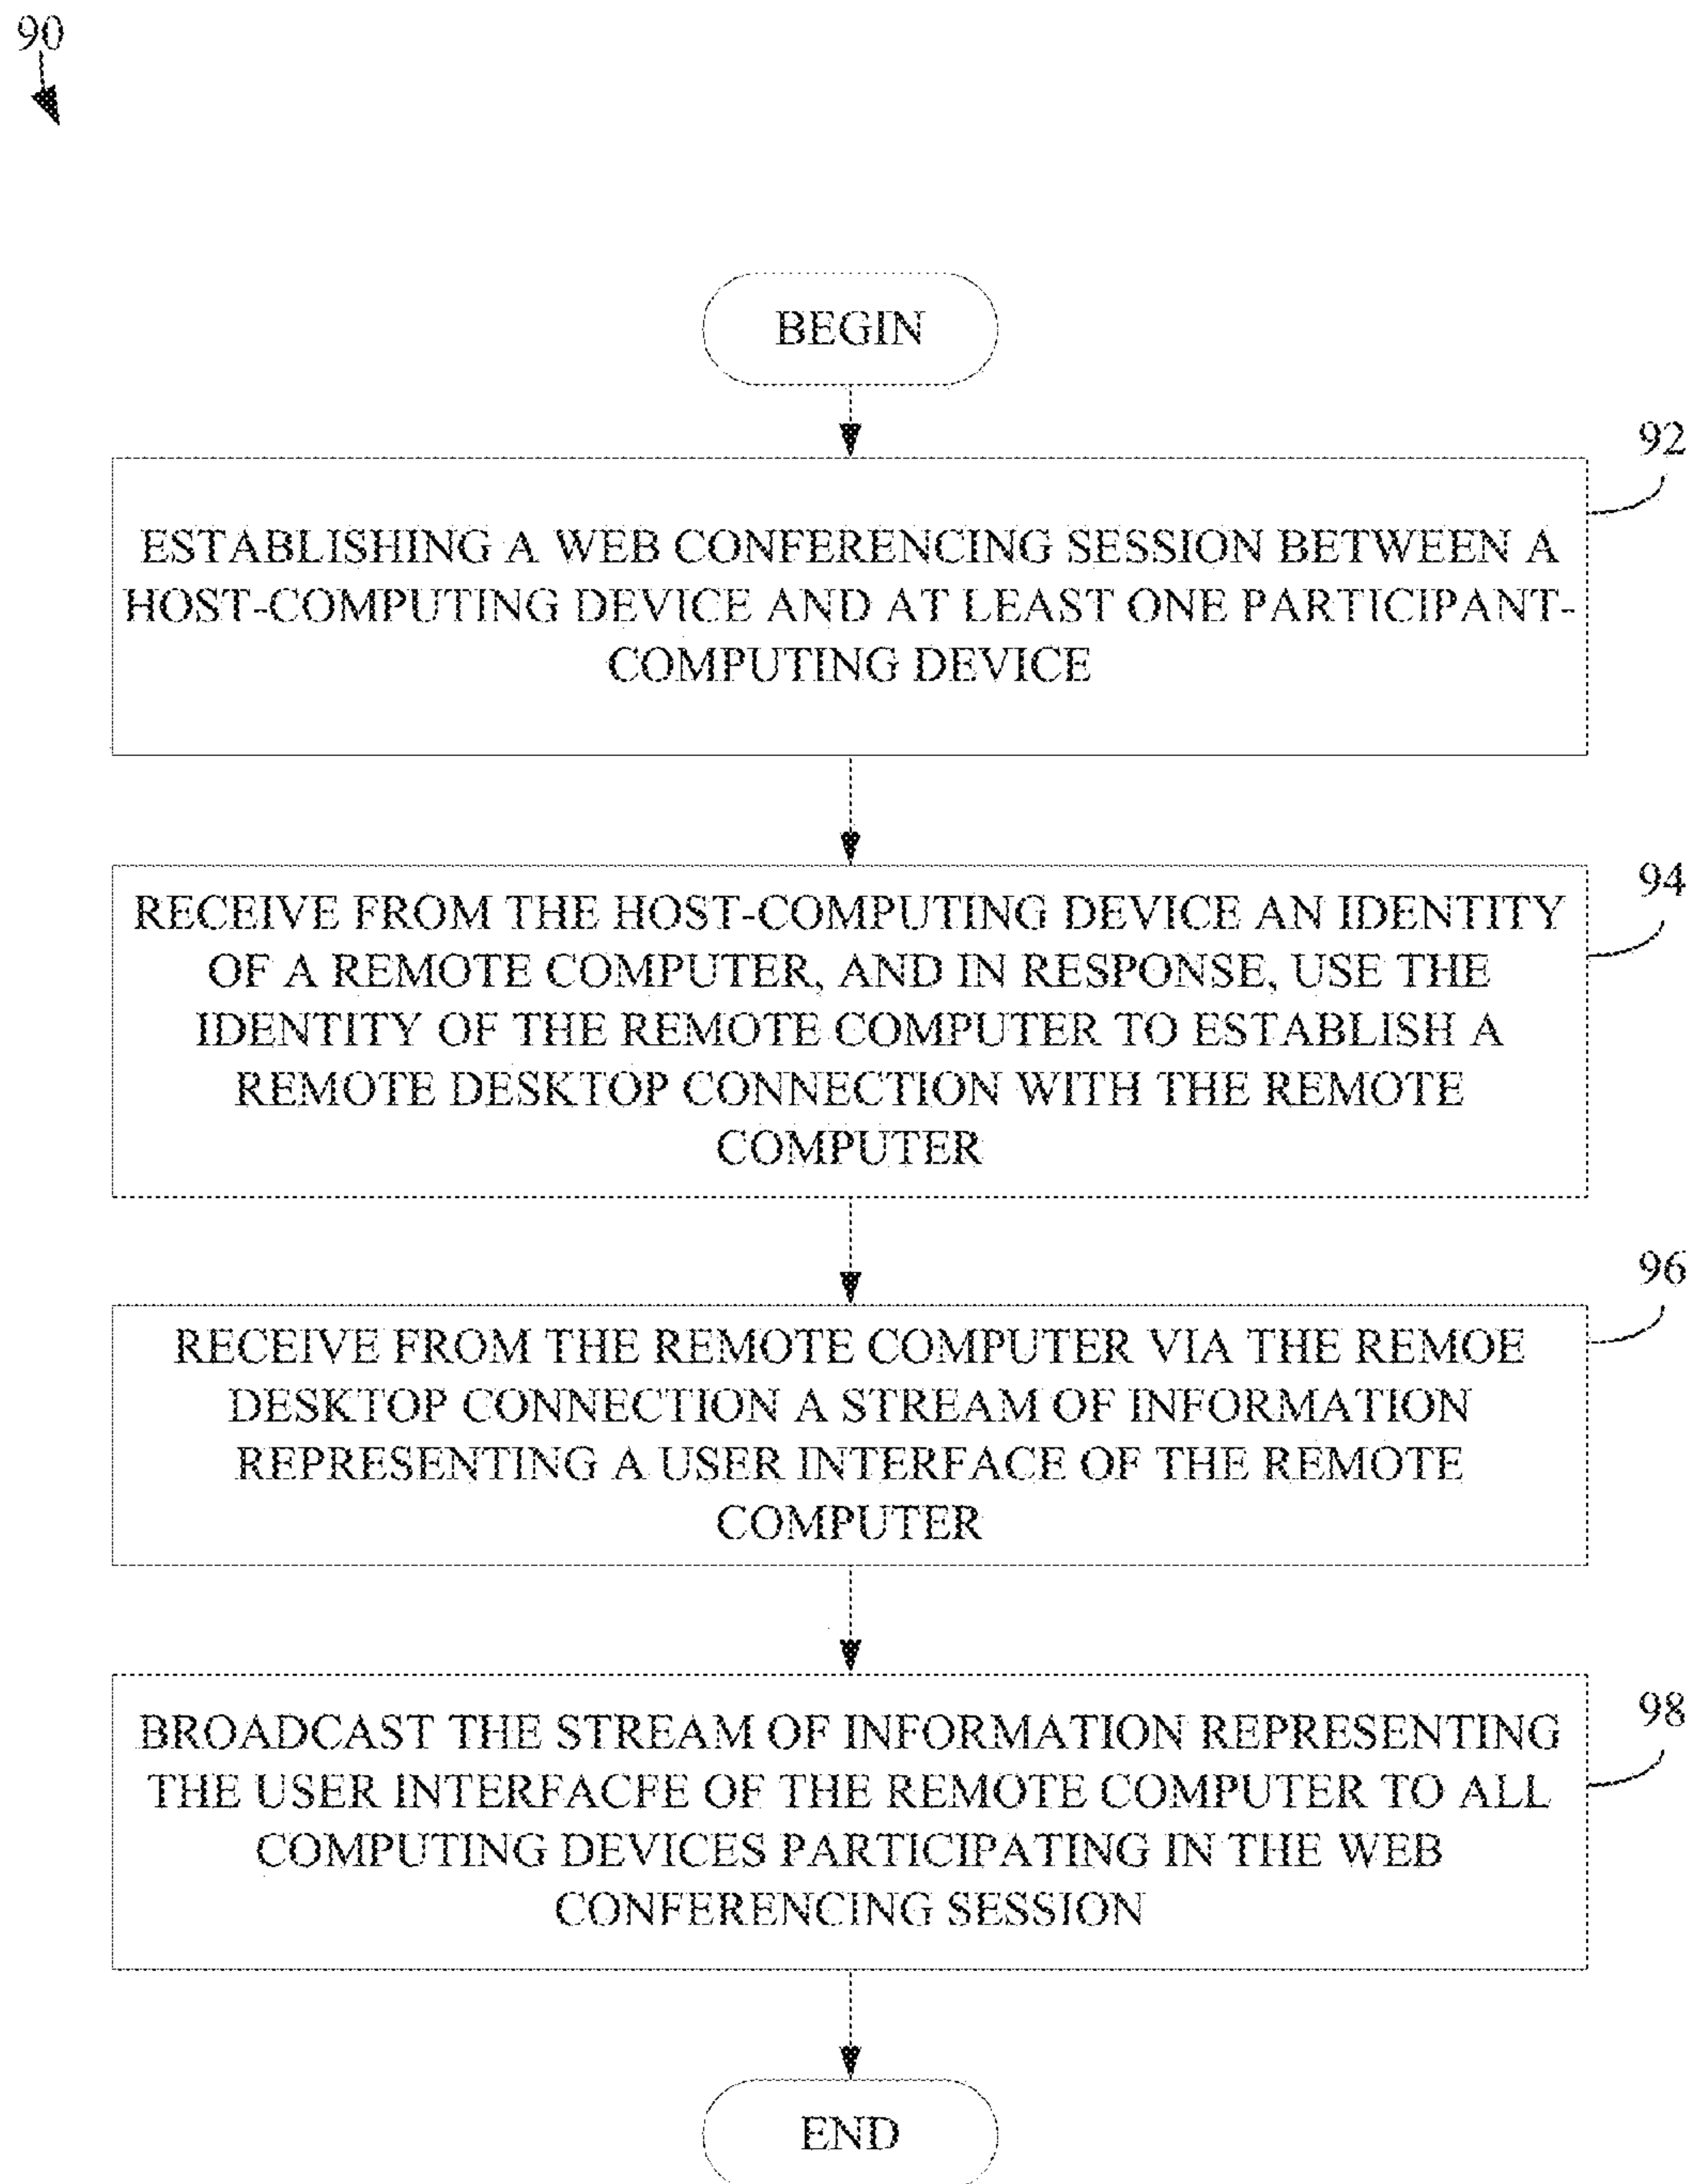 90
BEGIN
92
ESTABLISHING A WEB CONFERENCING SESSION BETWEEN A
HOST-COMPUTING DEVICE AND AT LEAST ONE PARTICIPANT-
COMPUTING DEVICE
94
RECEIVE FROM THE HOST-COMPUTING DEVICE AN IDENTITY
OF A REMOTE COMPUTER, AND IN RESPONSE, USE THE
IDENTITY OF THE REMOTE COMPUTER TO ESTABLISH A
REMOTE DESKTOP CONNECTION WITH THE REMOTE
COMPUTER
96
RECEIVE FROM THE REMOTE COMPUTER VIA THE REMOE
DESKTOP CONNECTION A STREAM OF INFORMATION
REPRESENTING A USER INTERFACE OF THE REMOTE
COMPUTER
98
BROADCAST THE STREAM OF INFORMATION REPRESENTING
THE USER INTERFACFE OF THE REMOTE COMPUTER TO ALL
COMPUTING DEVICES PARTICIPATING IN THE WEB
CONFERENCING SESSION
END